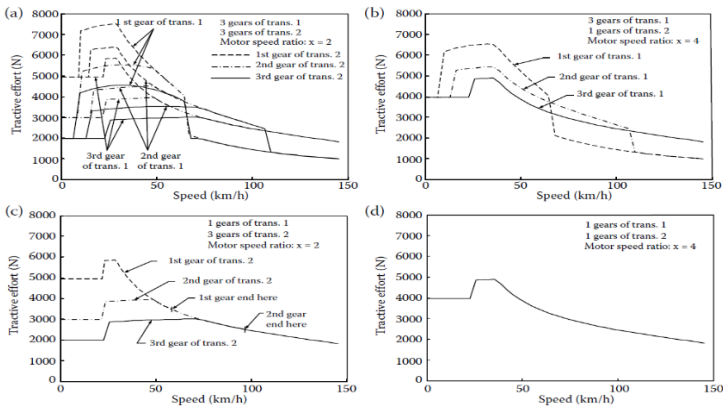 (a)
1st gear of trans. 1
3 gears of trans. 1
3 gears of trans. 2
Motor speed ratio: x = 2
1st gear of trans. 2
2nd gear of trans. 2
3rd gear of trans. 2
3rd gear
of trans. 1
2nd gear
of trans. 1
Tractive effort (N)
8000
7000
6000
5000
4000
3000
2000
1000
0
0
50
100
150
Speed (km/h)
(b)
3 gears of trans. 1
1 gears of trans. 2
Motor speed ratio: x = 4
1st gear of trans. 1
2nd gear of trans. 1
3rd gear of trans. 1
Tractive effort (N)
8000
7000
6000
5000
4000
3000
2000
1000
0
0
50
100
150
Speed (km/h)
(c)
1 gears of trans. 1
3 gears of trans. 2
Motor speed ratio: x = 2
1st gear of trans. 2
2nd gear of trans. 2
1st gear end here
2nd gear
end here
3rd gear of trans. 2
Tractive effort (N)
8000
7000
6000
5000
4000
3000
2000
1000
0
0
50
100
150
Speed (km/h)
(d)
1 gears of trans. 1
1 gears of trans. 2
Motor speed ratio: x = 4
Tractive effort (N)
8000
7000
6000
5000
4000
3000
2000
1000
0
0
50
100
150
Speed (km/h)